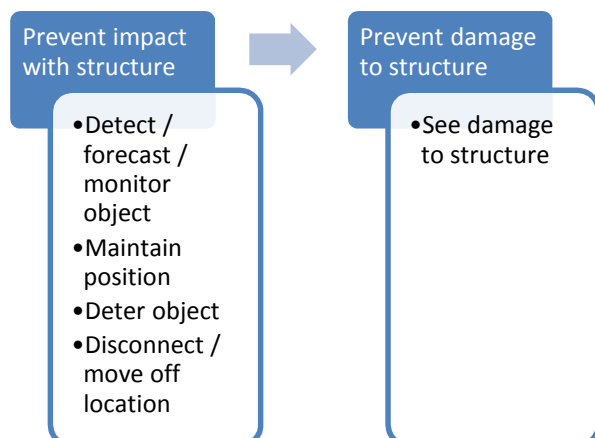 Prevent impact
with structure
•Detect /
forecast /
monitor
object
•Maintain
position
•Deter object
•Disconnect /
move off
location
Prevent damage
to structure
•See damage
to structure